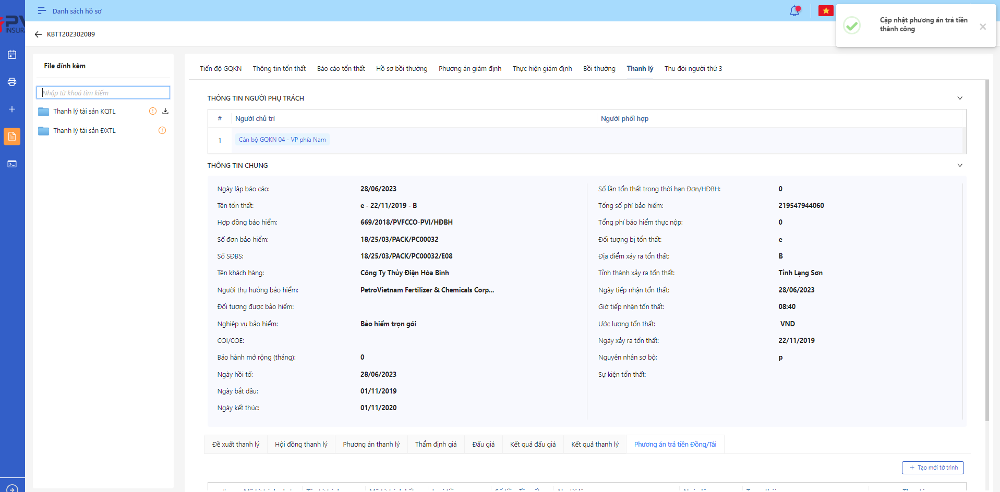 Danh sách hồ sơ
Cập nhật phương án trả tiền
thành công
INSURA
KBTT202302089
File đính kèm
Nhập từ khoá tìm kiếm
Thanh lý tài sản KQTL
Thanh lý tài sản ĐXTL
Tiến độ GQKN Thông tin tổn thất Báo cáo tổn thất Hồ sơ bồi thường Phương án giám định Thực hiện giám định Bồi thường Thanh lý Thu đòi người thứ 3
THÔNG TIN NGƯỜI PHỤ TRÁCH
# Người chủ trì Người phối hợp
1 Cán bộ GQKN 04 - VP phía Nam
THÔNG TIN CHUNG
Ngày lập báo cáo: 28/06/2023 Số lần tổn thất trong thời hạn Đơn/HĐBH: 0
Tên tổn thất: e - 22/11/2019 - B Tổng số phí bảo hiểm: 219547944060
Hợp đồng bảo hiểm: 669/2018/PVFCCO-PVI/HĐBH Tổng phí bảo hiểm thực nộp: 0
Số đơn bảo hiểm: 18/25/03/PACK/PC00032 Đối tượng bị tổn thất: e
Số SĐBS: 18/25/03/PACK/PC00032/E08 Địa điểm xảy ra tổn thất: B
Tên khách hàng: Công Ty Thủy Điện Hòa Bình Tỉnh thành xảy ra tổn thất: Tỉnh Lạng Sơn
Người thụ hưởng bảo hiểm: PetroVietnam Fertilizer & Chemicals Corp... Ngày tiếp nhận tổn thất: 28/06/2023
Đối tượng được bảo hiểm: Giờ tiếp nhận tổn thất: 08:40
Nghiệp vụ bảo hiểm: Bảo hiểm trọn gói Ước lượng tổn thất: VND
COI/COE: Ngày xảy ra tổn thất: 22/11/2019
Bảo hành mở rộng (tháng): 0 Nguyên nhân sơ bộ: p
Ngày hồi tố: 28/06/2023 Sự kiện tổn thất:
Ngày bắt đầu: 01/11/2019
Ngày kết thúc: 01/11/2020
Đề xuất thanh lý Hội đồng thanh lý Phương án thanh lý Thẩm định giá Đấu giá Kết quả đấu giá Kết quả thanh lý Phương án trả tiền Đồng/Tái
+ Tạo mới tờ trình